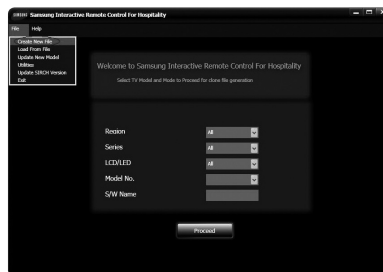 SAMSUNG Samsung Interactive Remote Control For Hospitality
File Help
Create New File
Load From File
Update New Model
Utilities
Update SIRCH Version
Exit
Welcome to Samsung Interactive Remote Control For Hospitality
Select TV Model and Mode to Proceed for clone file generation
Region All
Series All
LCD/LED All
Model No.
S/W Name
Proceed